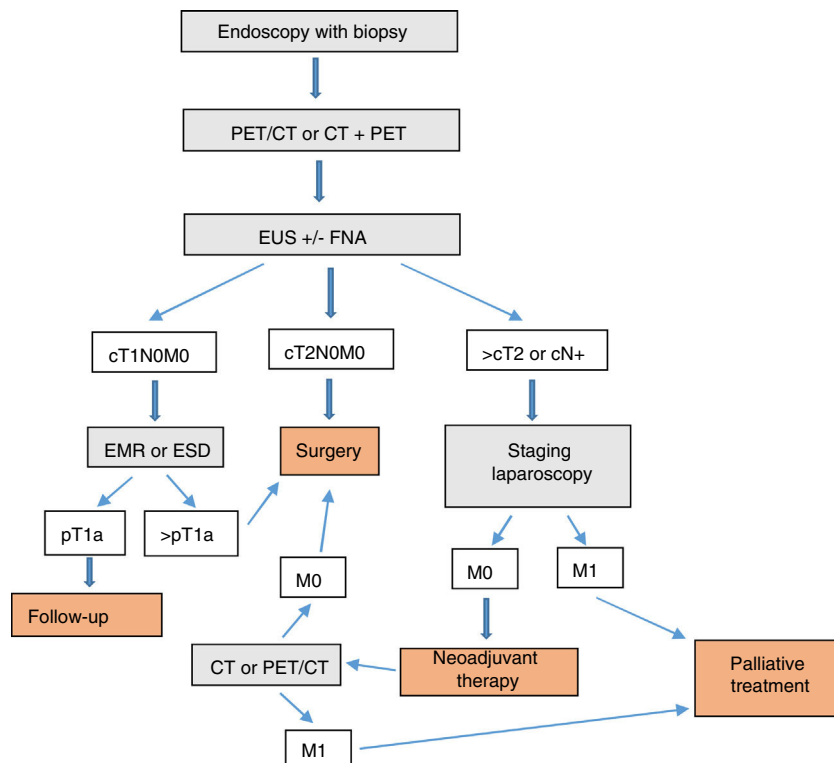 Endoscopy with biopsy
PET/CT or CT + PET
EUS +/- FNA
cT1N0M0
cT2N0M0
>cT2 or cN+
EMR or ESD
Surgery
Staging
laparoscopy
pT1a
>pT1a
M0
M0
M1
Follow-up
CT or PET/CT
Neoadjuvant
therapy
Palliative
treatment
M1